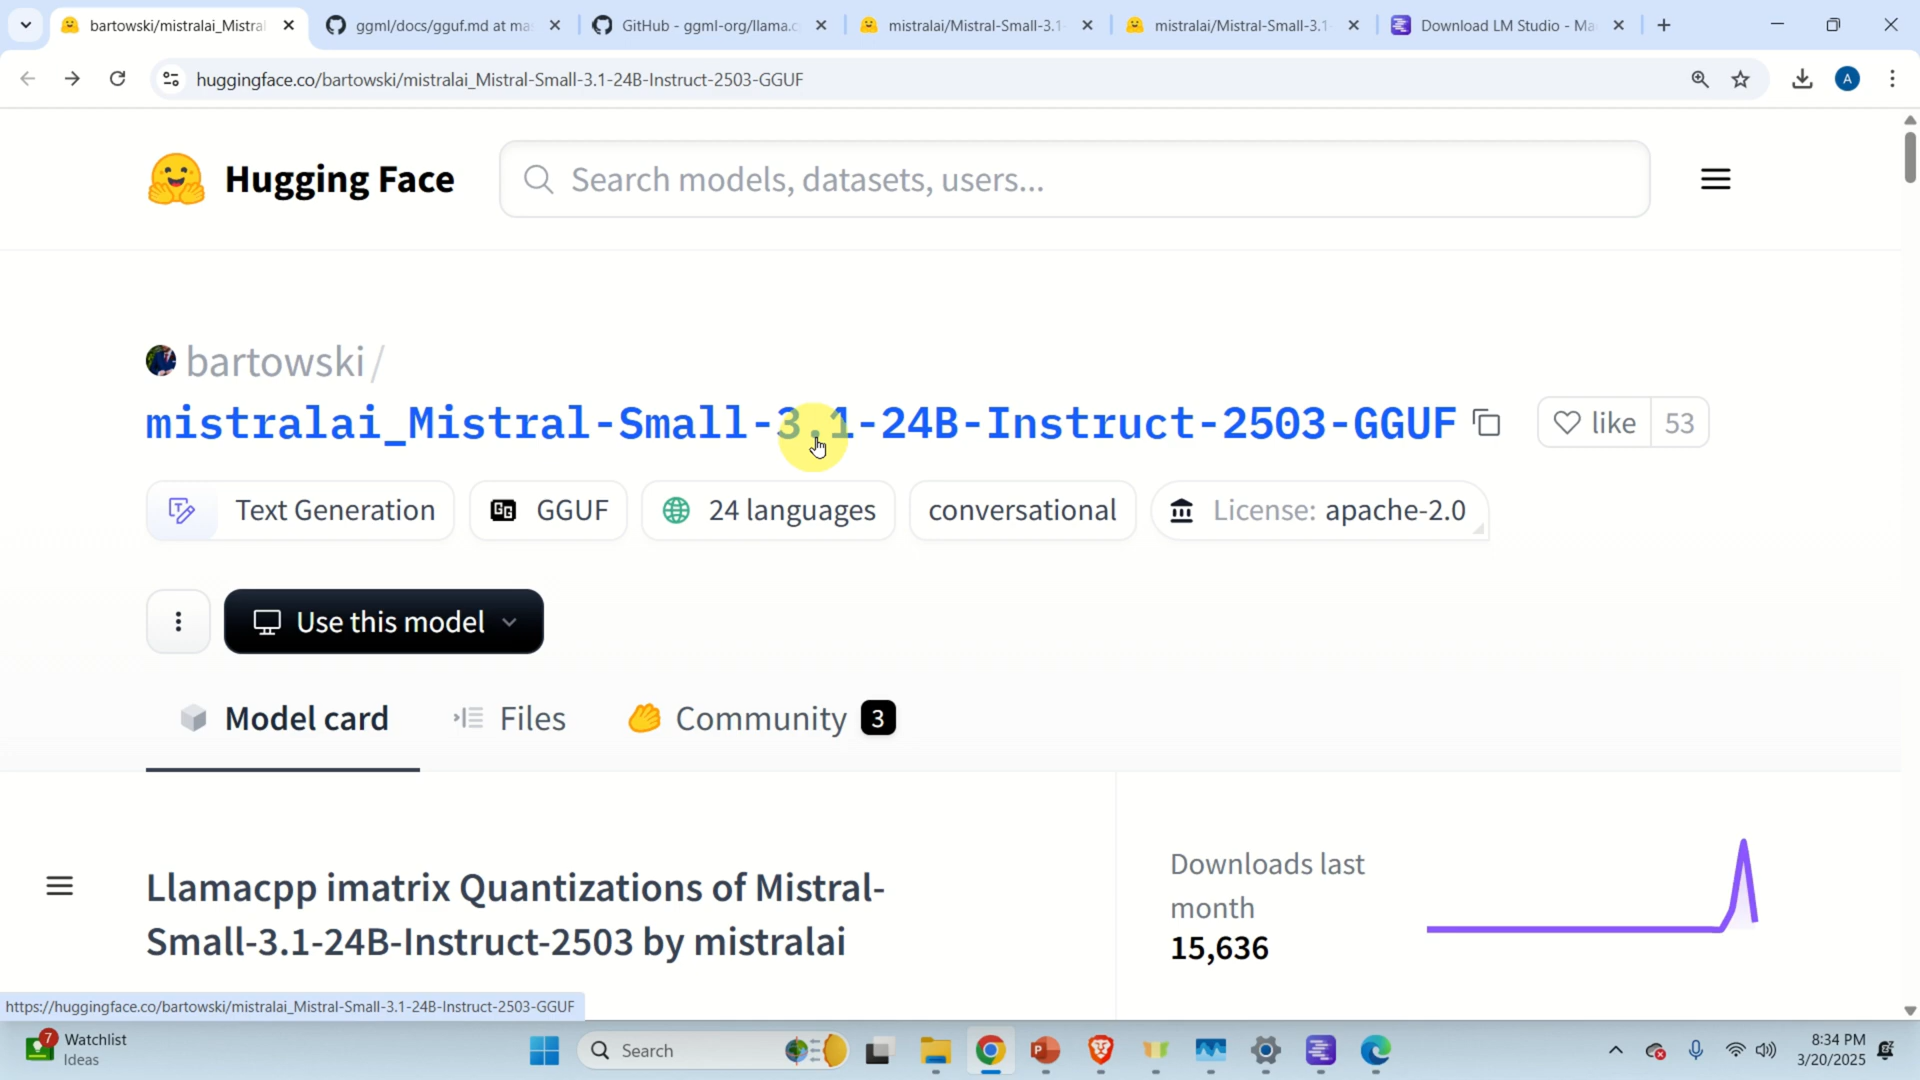 bartowski/mistralai_Mistral
ggml/docs/gguf.md at ma
GitHub - ggml-org/llama.c
mistralai/Mistral-Small-3.1-
mistralai/Mistral-Small-3.1-
Download LM Studio - Ma
huggingface.co/bartowski/mistralai_Mistral-Small-3.1-24B-Instruct-2503-GGUF
A
Hugging Face
Search models, datasets, users...
bartowski/
mistralai_Mistral-Small-3.1-24B-Instruct-2503-GGUF
like 53
Text Generation
GGUF
24 languages
conversational
License: apache-2.0
Use this model
Model card
Files
Community 3
Llamacpp imatrix Quantizations of Mistral-
Small-3.1-24B-Instruct-2503 by mistralai
Downloads last
month
15,636
https://huggingface.co/bartowski/mistralai_Mistral-Small-3.1-24B-Instruct-2503-GGUF
7
Watchlist
Ideas
Search
8:34 PM
3/20/2025